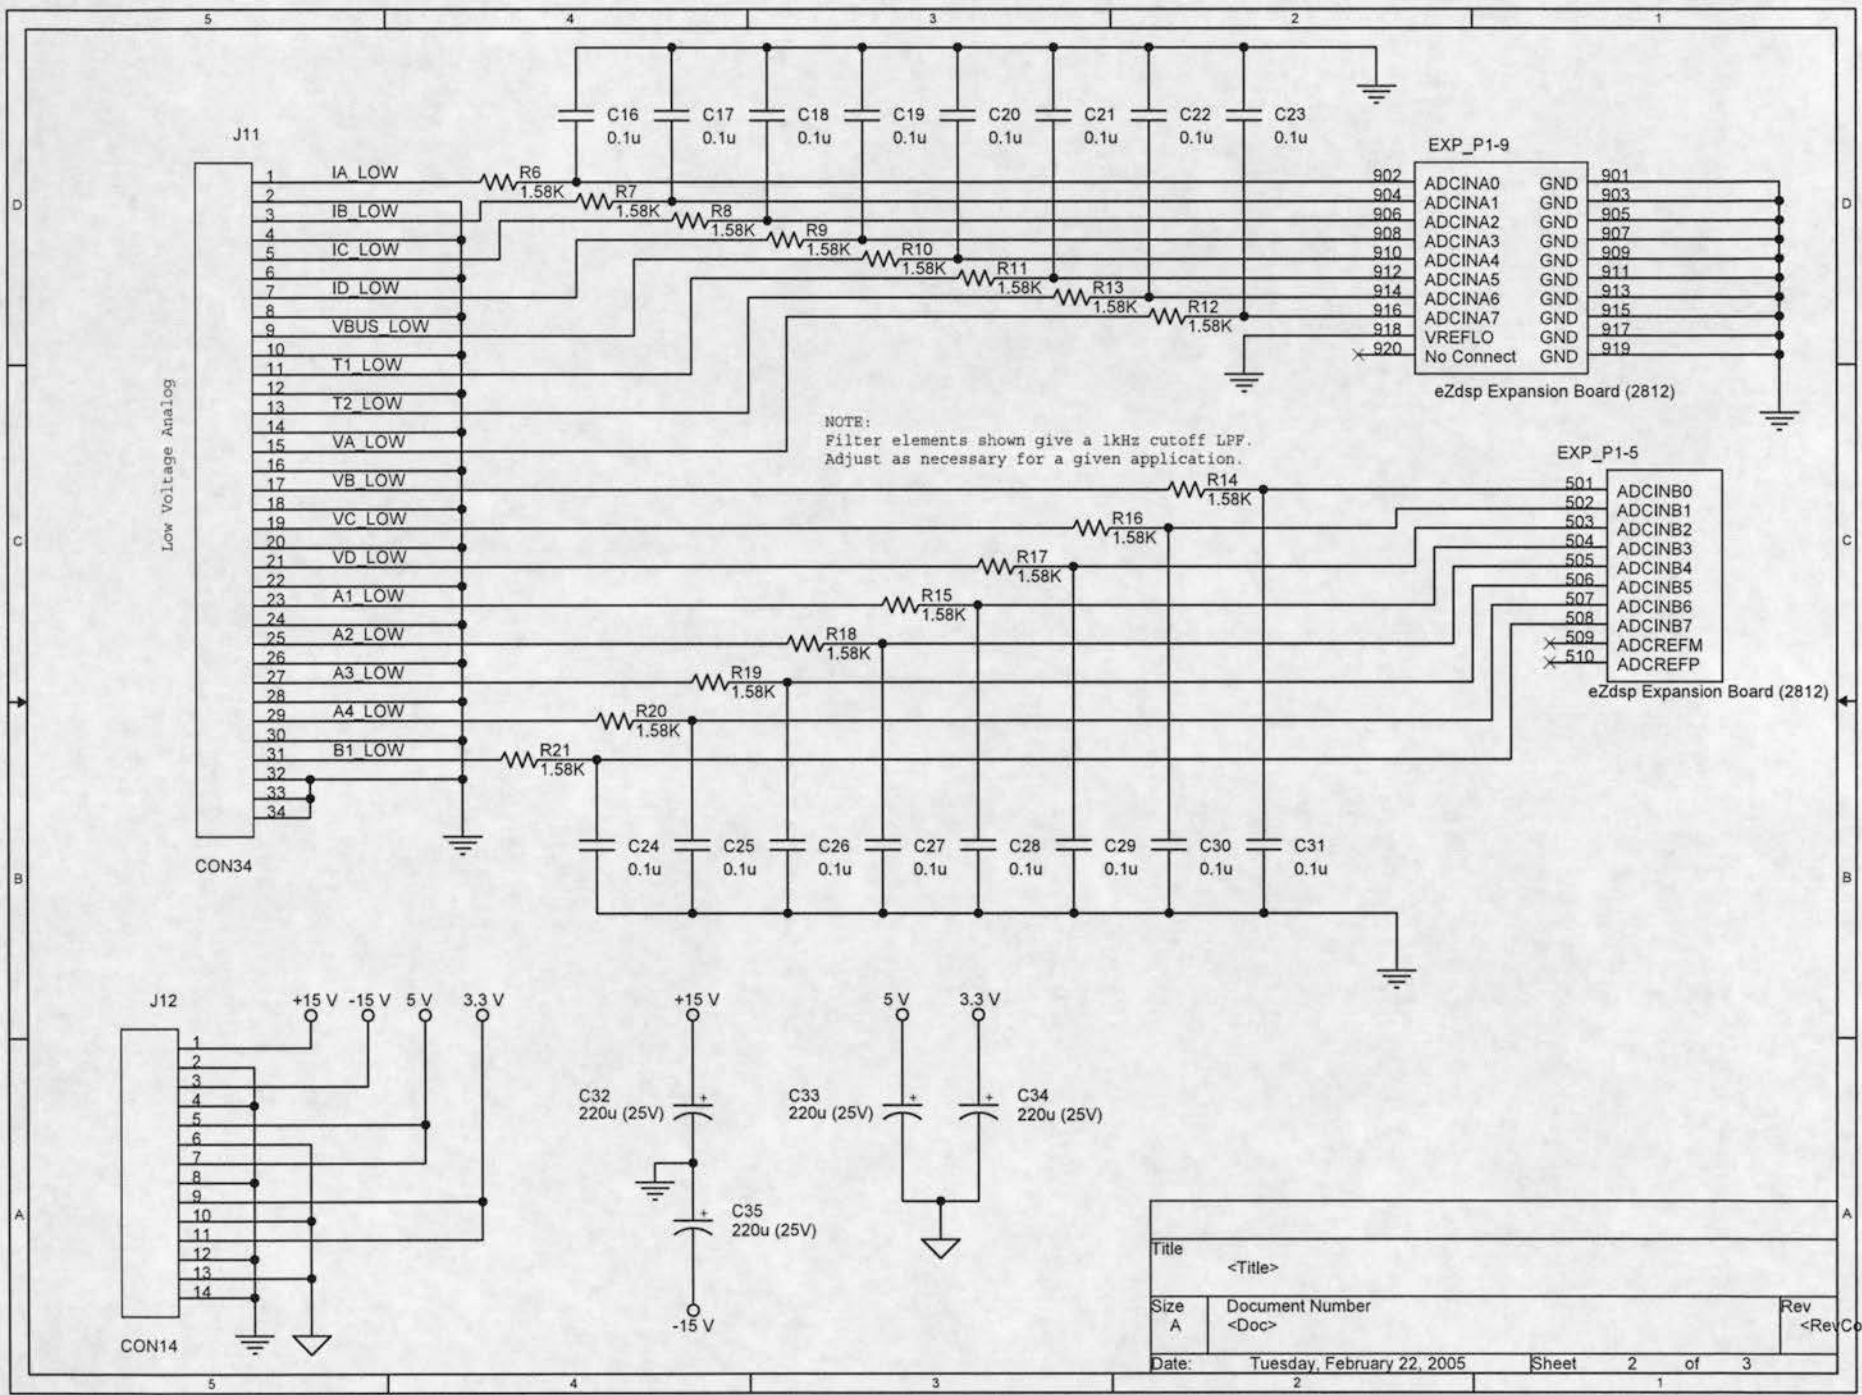 5 4 3 2 1
D
C
B
A
J11
Low Voltage Analog
CON34
1 IA_LOW
2
3 IB_LOW
4
5 IC_LOW
6
7 ID_LOW
8
9 VBUS_LOW
10
11 T1_LOW
12
13 T2_LOW
14
15 VA_LOW
16
17 VB_LOW
18
19 VC_LOW
20
21 VD_LOW
22
23 A1_LOW
24
25 A2_LOW
26
27 A3_LOW
28
29 A4_LOW
30
31 B1_LOW
32
33
34
C16 C17 C18 C19 C20 C21 C22 C23
0.1u 0.1u 0.1u 0.1u 0.1u 0.1u 0.1u 0.1u
R6
1.58K
R7
1.58K
R8
1.58K
R9
1.58K
R10
1.58K
R11
1.58K
R13
1.58K
R12
1.58K
EXP_P1-9
902 ADCINA0 GND 901
904 ADCINA1 GND 903
906 ADCINA2 GND 905
908 ADCINA3 GND 907
910 ADCINA4 GND 909
912 ADCINA5 GND 911
914 ADCINA6 GND 913
916 ADCINA7 GND 915
918 VREFLO GND 917
920 No Connect GND 919
eZdsp Expansion Board (2812)
NOTE:
Filter elements shown give a 1kHz cutoff LPF.
Adjust as necessary for a given application.
EXP_P1-5
501 ADCINB0
502 ADCINB1
503 ADCINB2
504 ADCINB3
505 ADCINB4
506 ADCINB5
507 ADCINB6
508 ADCINB7
509 ADCREFM
510 ADCREFP
eZdsp Expansion Board (2812)
R14
1.58K
R16
1.58K
R17
1.58K
R15
1.58K
R18
1.58K
R19
1.58K
R20
1.58K
R21
1.58K
C24 C25 C26 C27 C28 C29 C30 C31
0.1u 0.1u 0.1u 0.1u 0.1u 0.1u 0.1u 0.1u
J12
+15 V -15 V 5 V 3.3 V
1
2
3
4
5
6
7
8
9
10
11
12
13
14
CON14
+15 V
C32
220u (25V)
+
C35
220u (25V)
+
-15 V
5 V 3.3 V
C33
220u (25V)
+
C34
220u (25V)
+
Title
<Title>
Size
A
Document Number
<Doc>
Rev
<RevCo
Date: Tuesday, February 22, 2005 Sheet 2 of 3
D
C
B
A
5 4 3 2 1